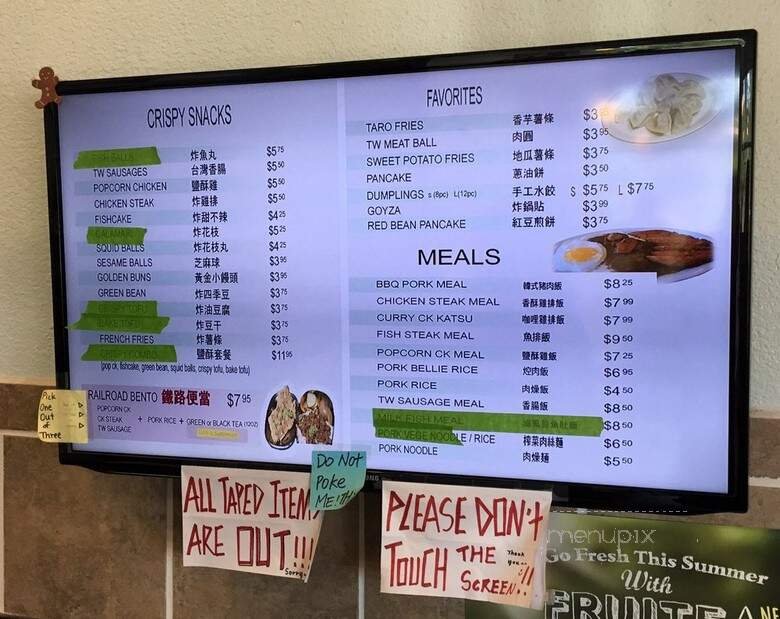 CRISPY SNACKS
FISH BALLS 炸魚丸 $5.75
TW SAUSAGES 台灣香腸 $5.50
POPCORN CHICKEN 鹽酥雞 $5.50
CHICKEN STEAK 炸雞排 $5.50
FISHCAKE 炸甜不辣 $4.25
CALAMARI 炸花枝 $5.25
SQUID BALLS 炸花枝丸 $4.25
SESAME BALLS 芝麻球 $3.95
GOLDEN BUNS 黃金小饅頭 $3.95
GREEN BEAN 炸四季豆 $3.75
CRISPY TOFU 炸油豆腐 $3.75
BAKE TOFU 炸豆干 $3.75
FRENCH FRIES 炸薯條 $3.75
CRISPY COMBO 鹽酥套餐 $11.95
(pop ck, fishcake, green bean, squid balls, crispy tofu, bake tofu)
RAILROAD BENTO 鐵路便當 $7.95
POPCORN CK
CK STEAK + PORK RICE + GREEN or BLACK TEA (12OZ)
TW SAUSAGE
FAVORITES
TARO FRIES 香芋薯條 $3
TW MEAT BALL 肉圓 $3.95
SWEET POTATO FRIES 地瓜薯條 $3.75
PANCAKE 蔥油餅 $3.50
DUMPLINGS S(8pc) L(12pc) 手工水餃 S $5.75 L $7.75
GOYZA 炸鍋貼 $3.99
RED BEAN PANCAKE 紅豆煎餅 $3.75
MEALS
BBQ PORK MEAL 韓式豬肉飯 $8.25
CHICKEN STEAK MEAL 香酥雞排飯 $7.99
CURRY CK KATSU 咖哩雞排飯 $7.99
FISH STEAK MEAL 魚排飯 $9.50
POPCORN CK MEAL 鹽酥雞飯 $7.25
PORK BELLIE RICE 焢肉飯 $6.95
PORK RICE 肉燥飯 $4.50
TW SAUSAGE MEAL 香腸飯 $8.50
MILK FISH MEAL $8.50
PORK VEGE NOODLE / RICE 榨菜肉絲麵 $6.50
PORK NOODLE 肉燥麵 $5.50
Pick
One
Out
of
Three
ALL TAPED ITEMS
ARE OUT!!!
Sorry
Do Not
Poke
ME!
PLEASE DON't
TOUCH THE
SCREEN!!
Thank
you
menupix
Go Fresh This Summer
With